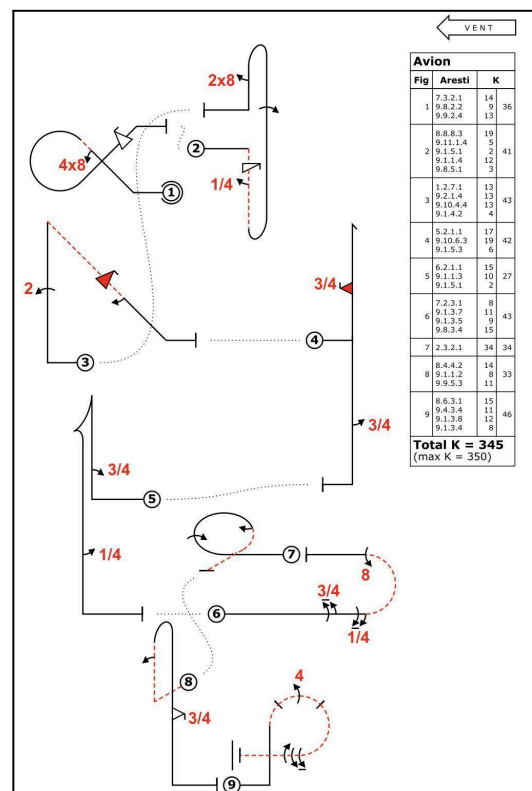 VENT
2x8
4x8
1
2
1/4
2
3
3/4
4
3/4
3/4
5
1/4
7
8
3/4
6
1/4
8
3/4
4
9
Avion
Fig Aresti K
1 7.3.2.1 14 36
9.8.2.2 9
9.9.2.4 13
2 8.8.8.3 19 41
9.11.1.4 5
9.1.5.1 2
9.1.1.4 12
9.8.5.1 3
3 1.2.7.1 13 43
9.2.1.4 13
9.10.4.4 13
9.1.4.2 4
4 5.2.1.1 17 42
9.10.6.3 19
9.1.5.3 6
5 6.2.1.1 15 27
9.1.1.3 10
9.1.5.1 2
6 7.2.3.1 8 43
9.1.3.7 11
9.1.3.5 9
9.8.3.4 15
7 2.3.2.1 34 34
8 8.4.4.2 14 33
9.1.1.2 8
9.9.5.3 11
9 8.6.3.1 15 46
9.4.3.4 11
9.1.3.8 12
9.1.3.4 8
Total K = 345
(max K = 350)